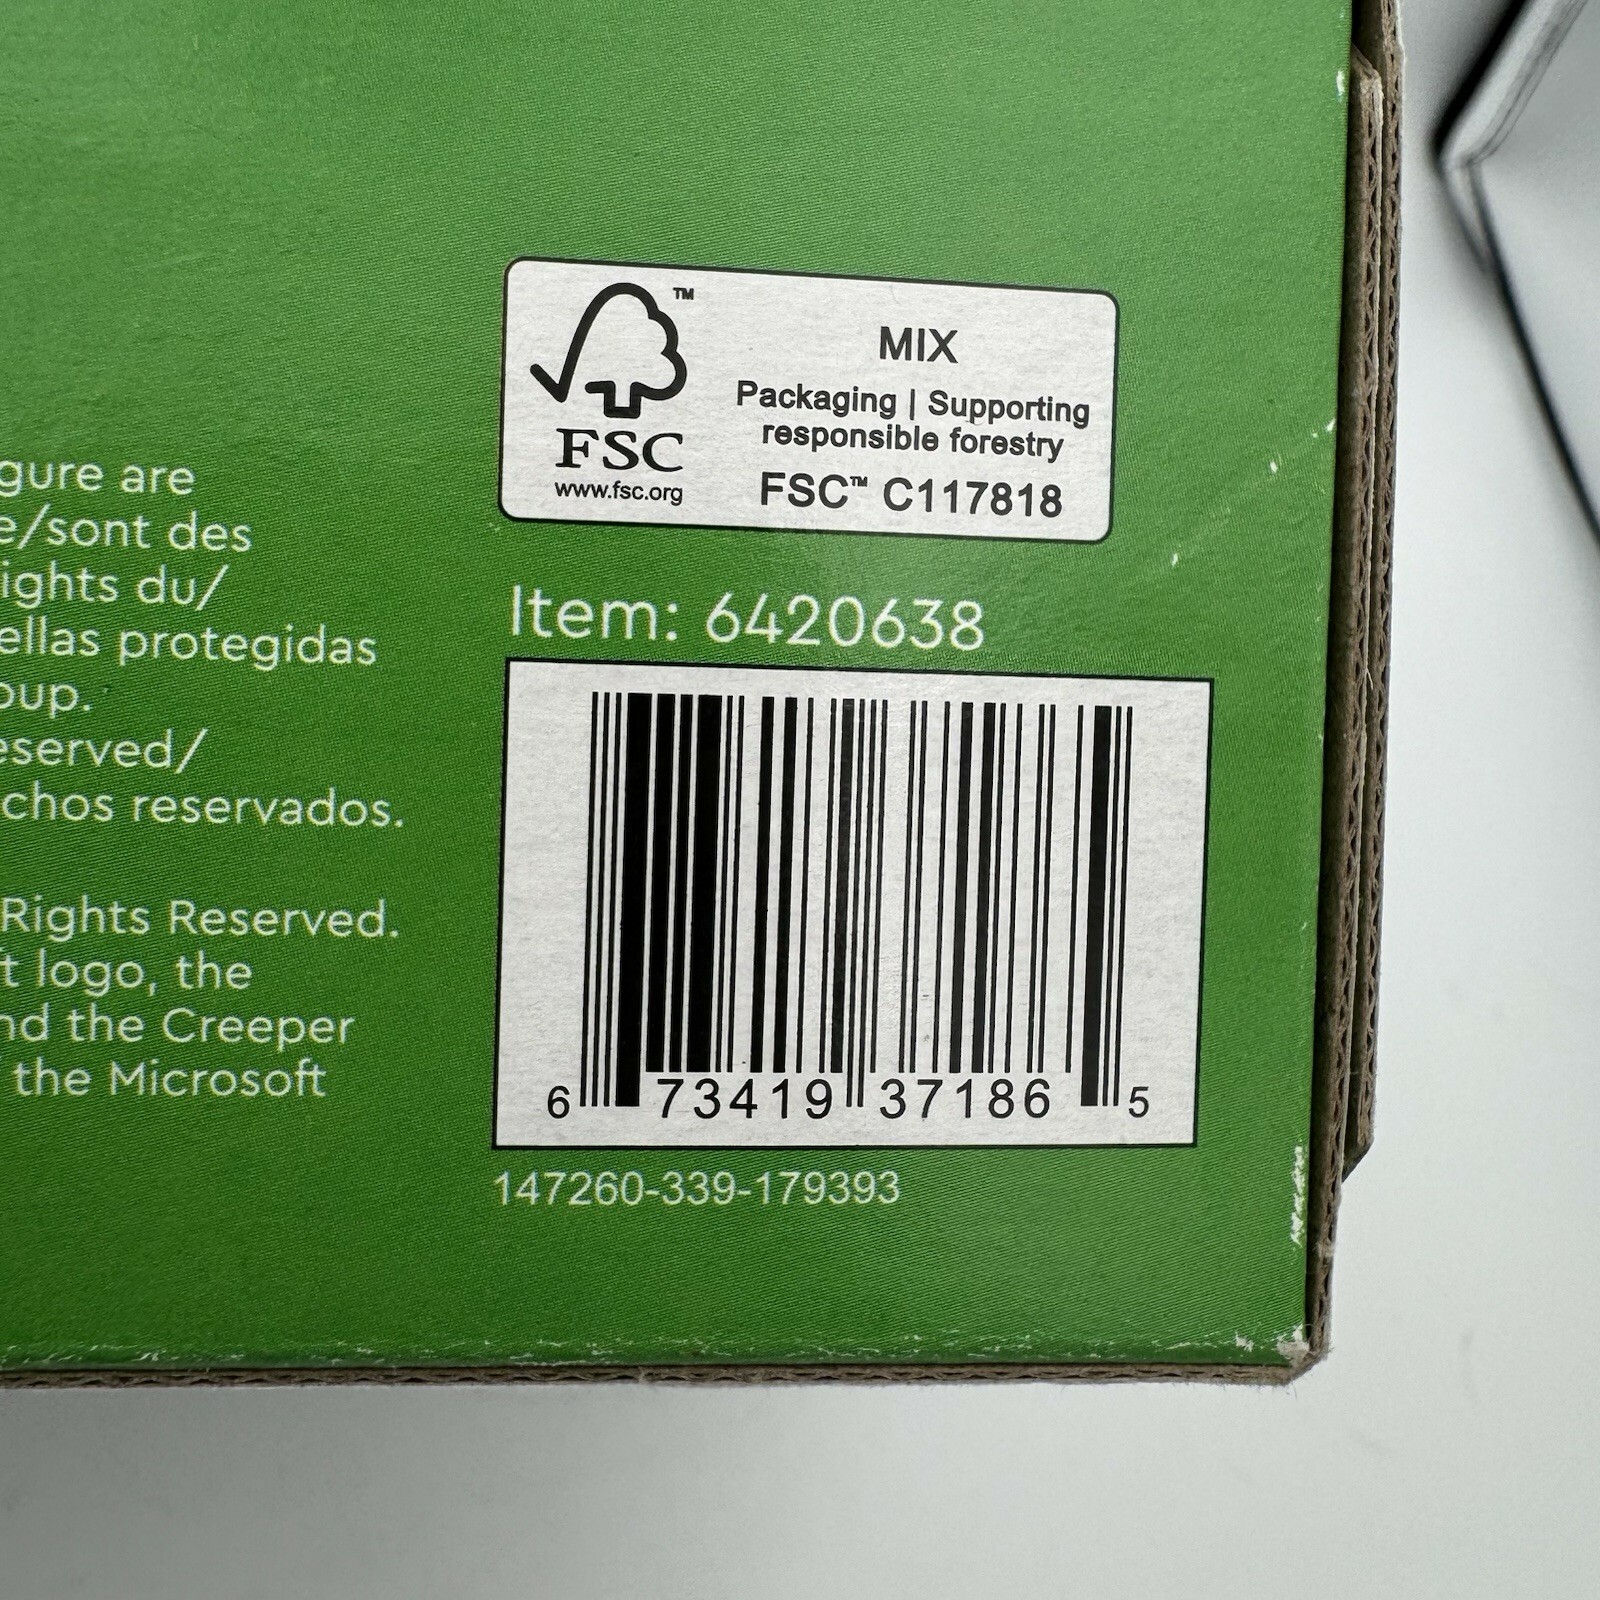 gure are
e/sont des
ights du/
ellas protegidas
oup.
eserved/
chos reservados.
Rights Reserved.
t logo, the
nd the Creeper
the Microsoft
™
FSC
www.fsc.org
MIX
Packaging | Supporting
responsible forestry
FSC™ C117818
Item: 6420638
6 73419 37186 5
147260-339-179393